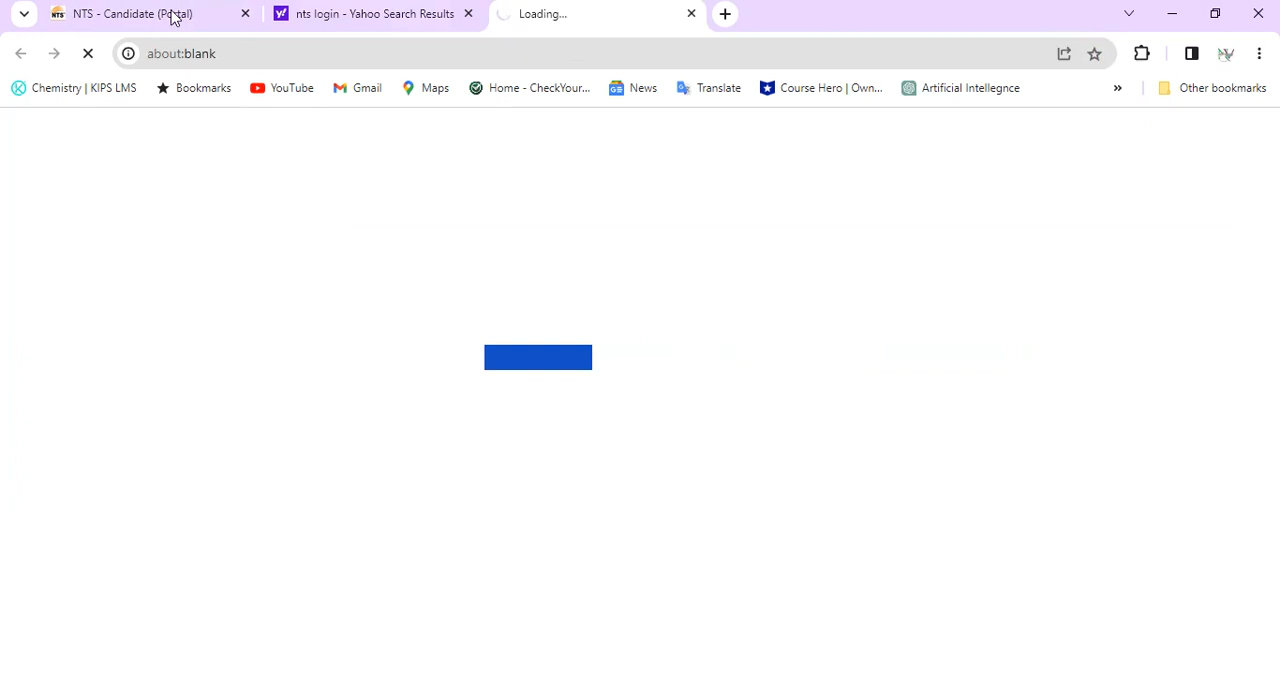 NTS - Candidate (Portal)
nts login - Yahoo Search Results
Loading...
about:blank
Chemistry | KIPS LMS
Bookmarks
YouTube
Gmail
Maps
Home - CheckYour...
News
Translate
Course Hero | Own...
Artificial Intellegnce
»
Other bookmarks